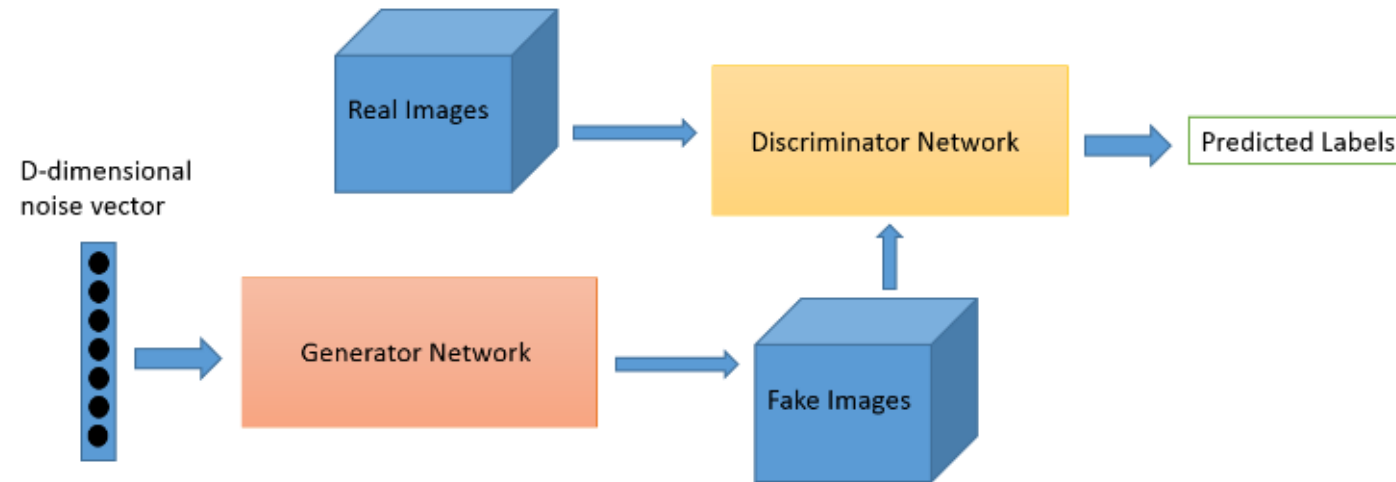 Real Images
Discriminator Network
Predicted Labels
D-dimensional
noise vector
Generator Network
Fake Images